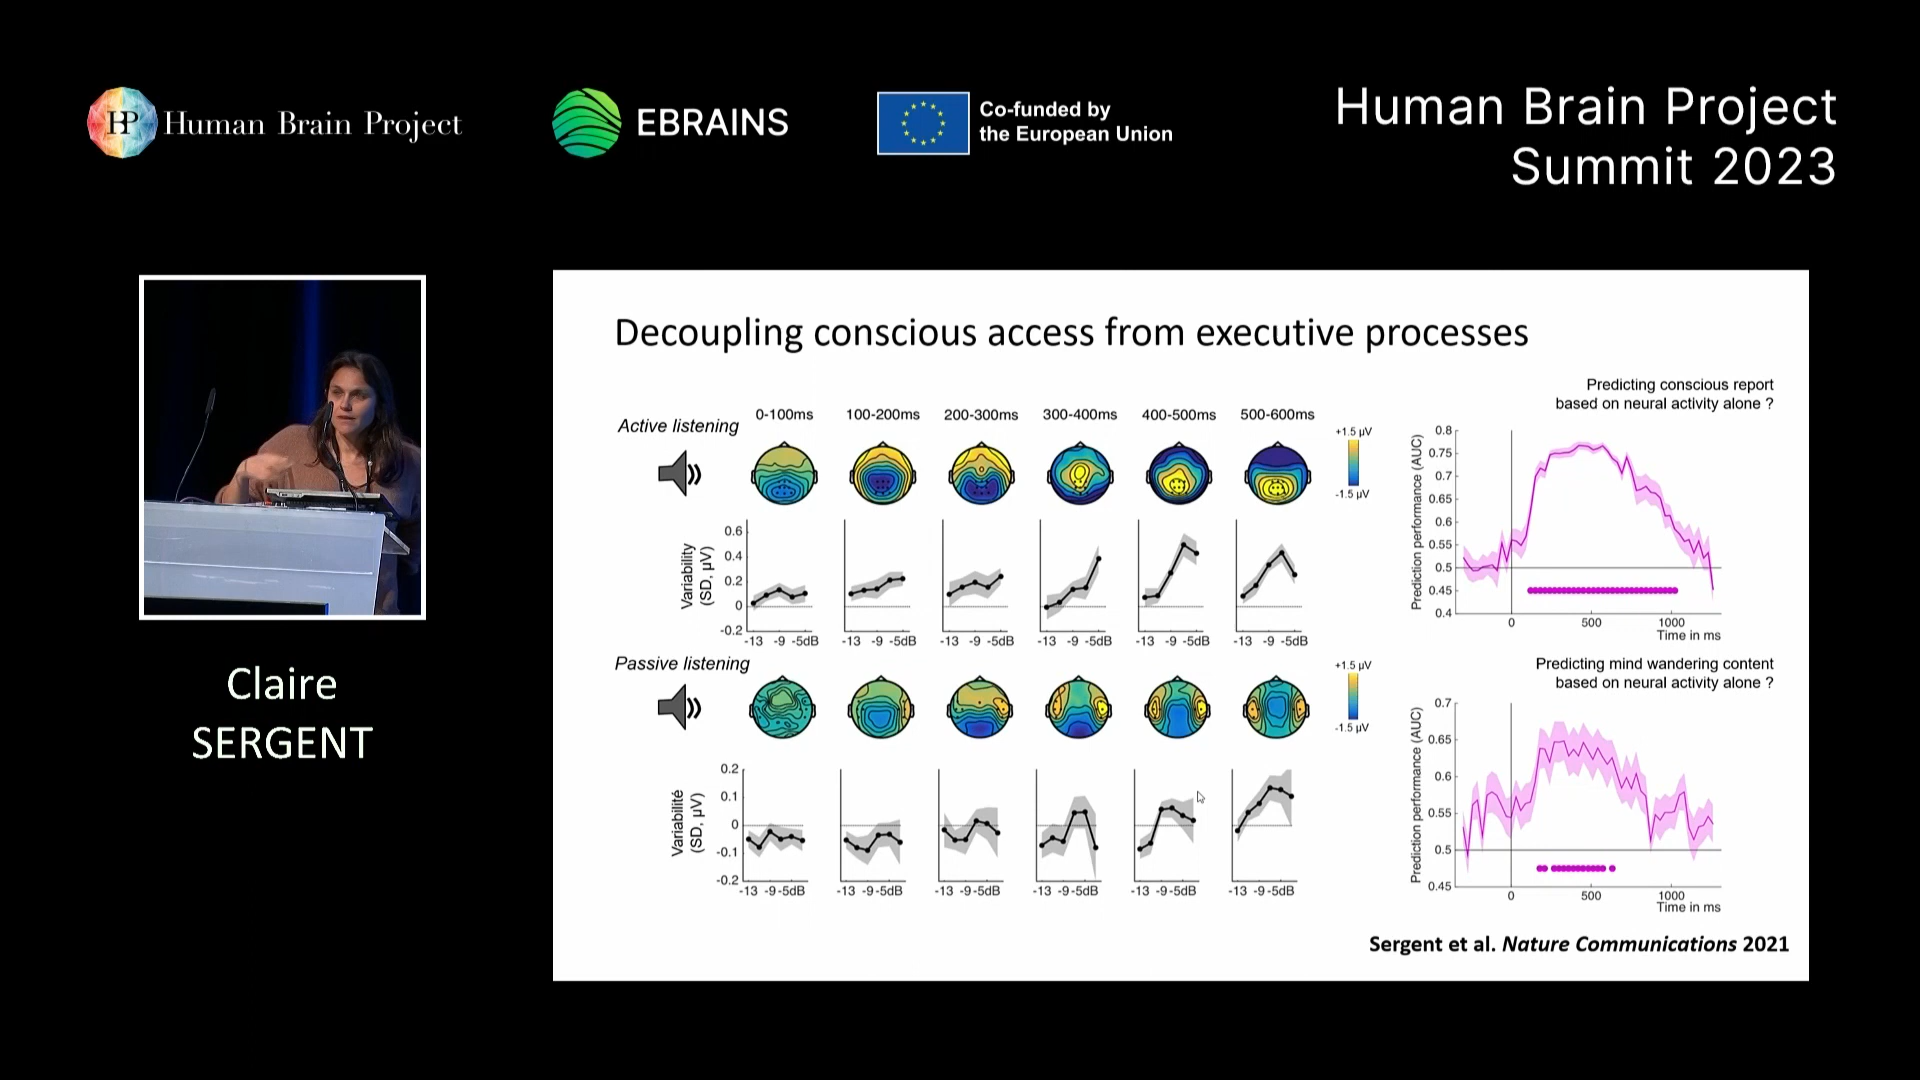 HP Human Brain Project
EBRAINS
Co-funded by
the European Union
Human Brain Project
Summit 2023
Claire
SERGENT
Decoupling conscious access from executive processes
Active listening
0-100ms 100-200ms 200-300ms 300-400ms 400-500ms 500-600ms
+1.5 µV
-1.5 µV
Variability
(SD, µV)
0.6
0.4
0.2
0
-0.2
-13 -9 -5dB -13 -9 -5dB -13 -9 -5dB -13 -9 -5dB -13 -9 -5dB -13 -9 -5dB
Passive listening
+1.5 µV
-1.5 µV
Variabilité
(SD, µV)
0.2
0.1
0
-0.1
-0.2
-13 -9 -5dB -13 -9 -5dB -13 -9 -5dB -13 -9 -5dB -13 -9 -5dB -13 -9 -5dB
Predicting conscious report
based on neural activity alone ?
Prediction performance (AUC)
0.8
0.75
0.7
0.65
0.6
0.55
0.5
0.45
0.4
0 500 1000
Time in ms
Predicting mind wandering content
based on neural activity alone ?
Prediction performance (AUC)
0.7
0.65
0.6
0.55
0.5
0.45
0 500 1000
Time in ms
Sergent et al. Nature Communications 2021